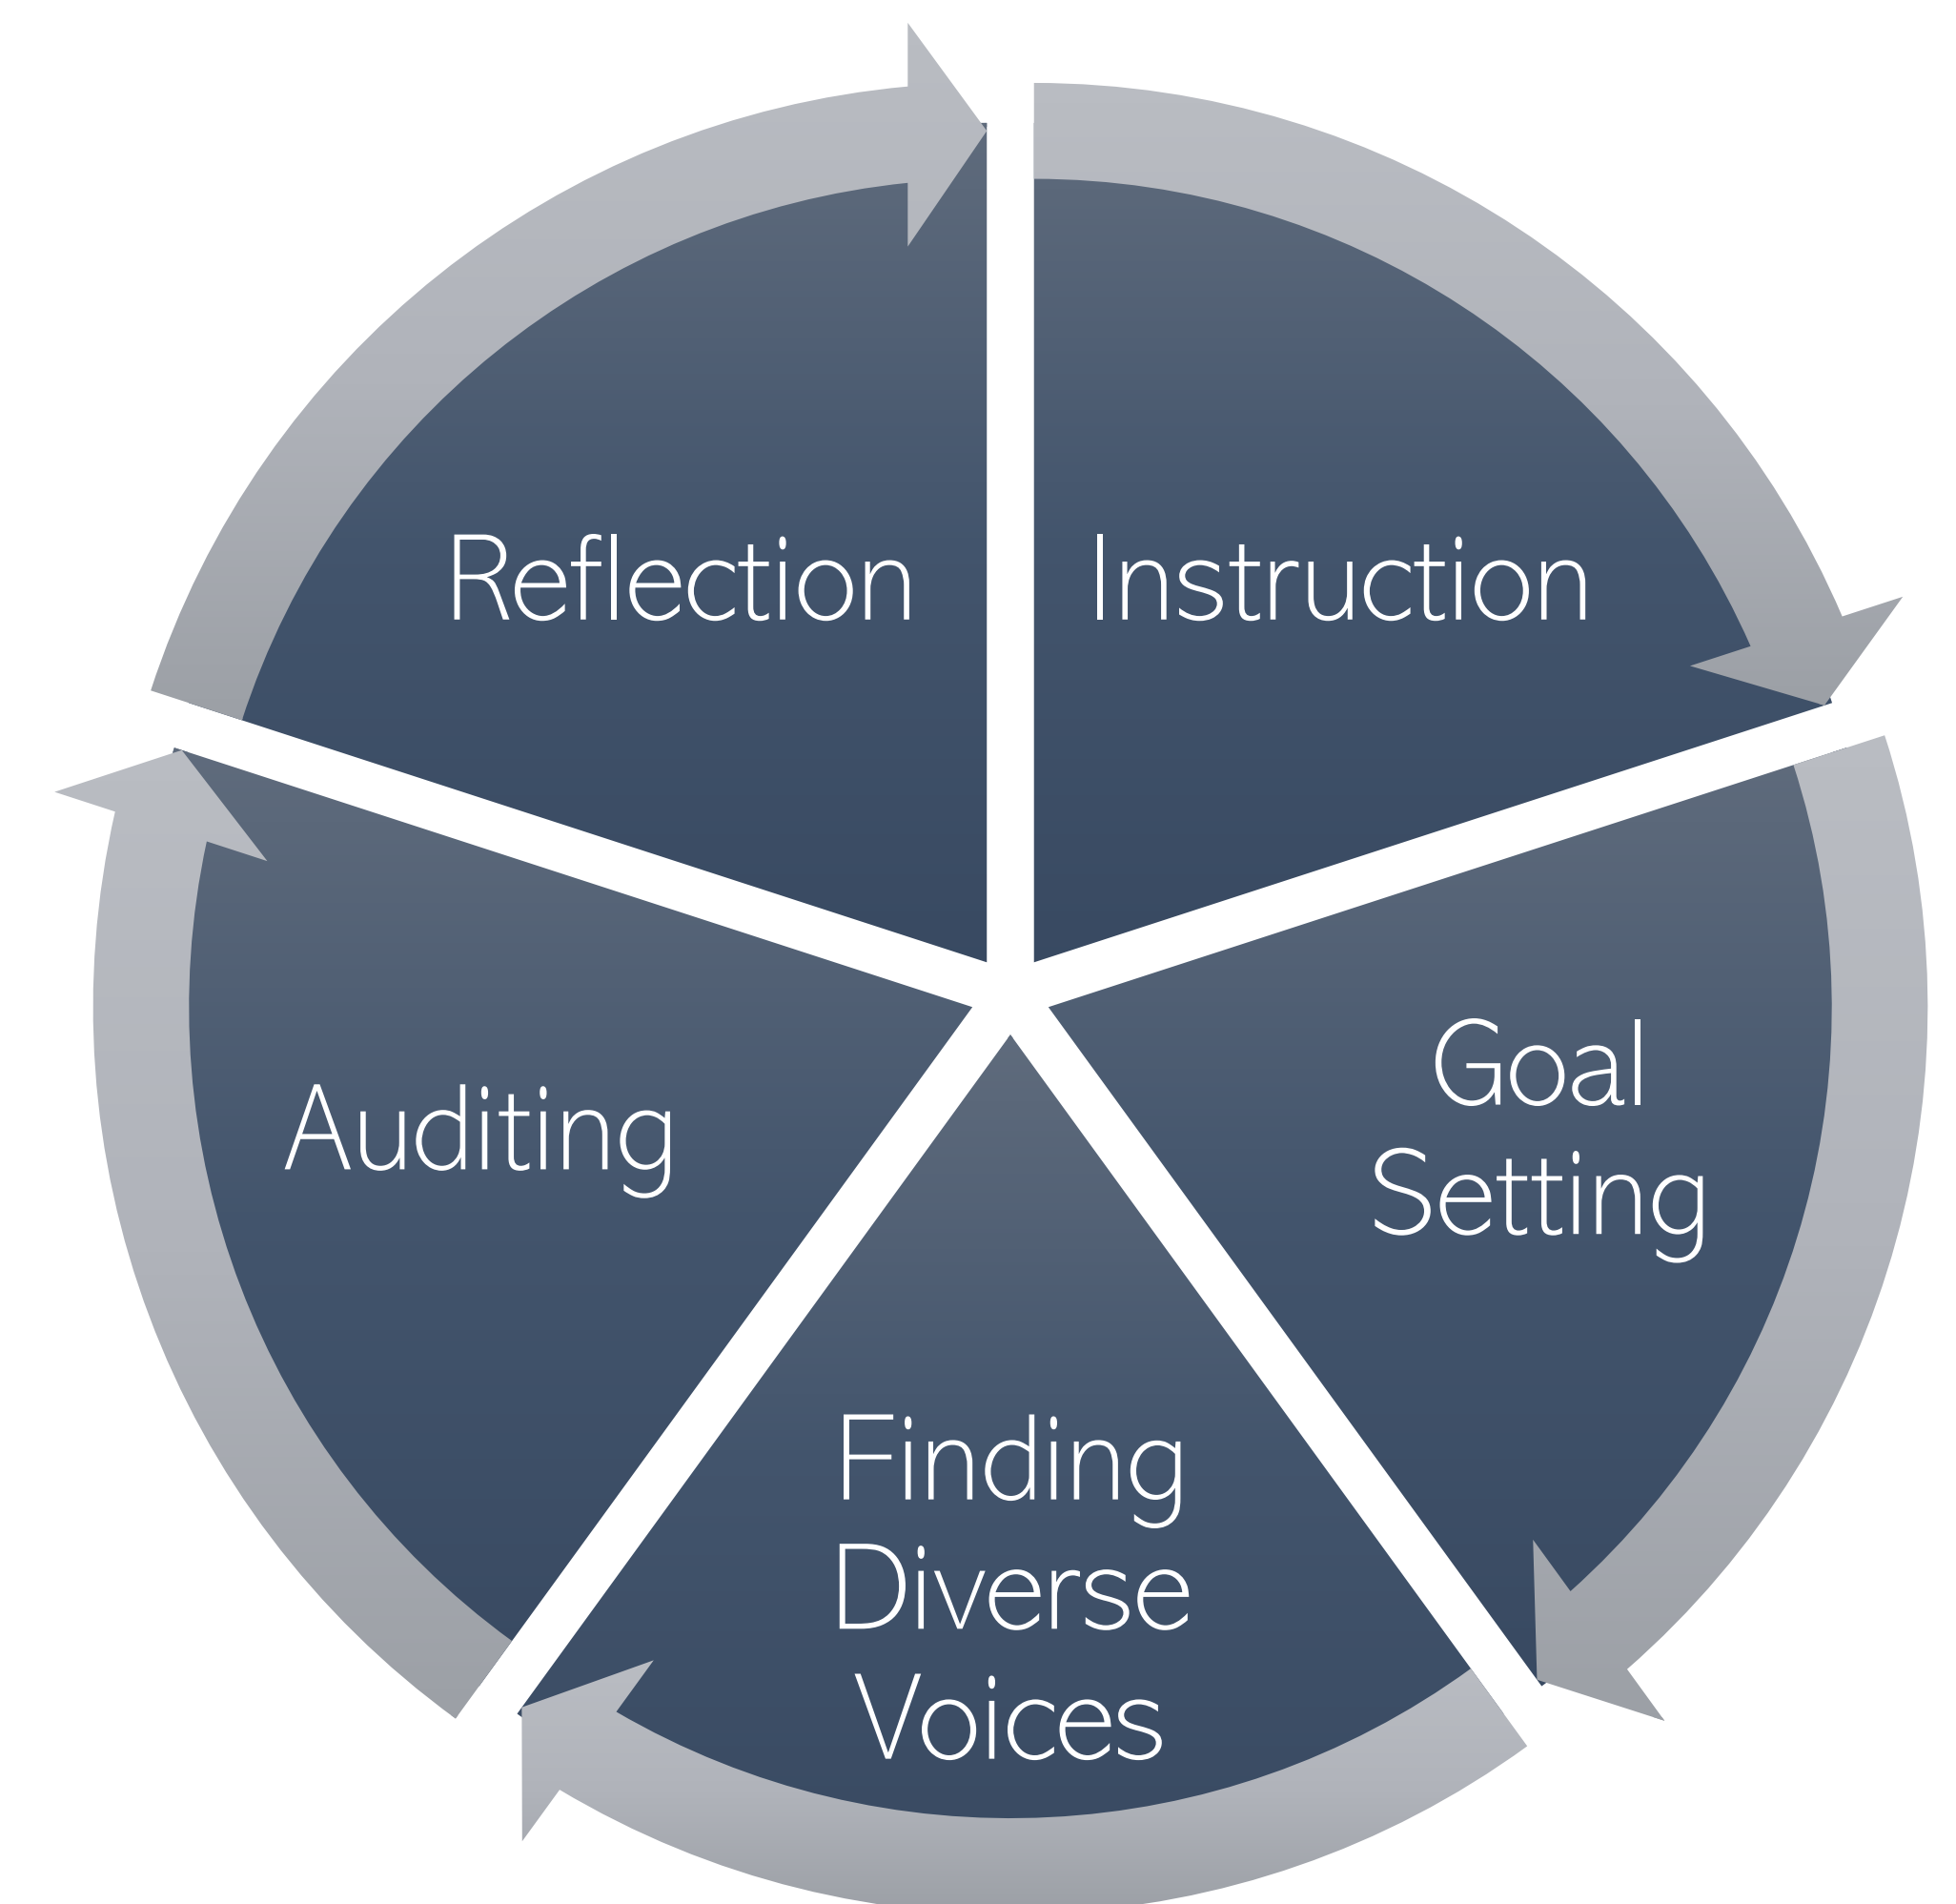 Reflection
Instruction
Goal
Setting
Auditing
Finding
Diverse
Voices